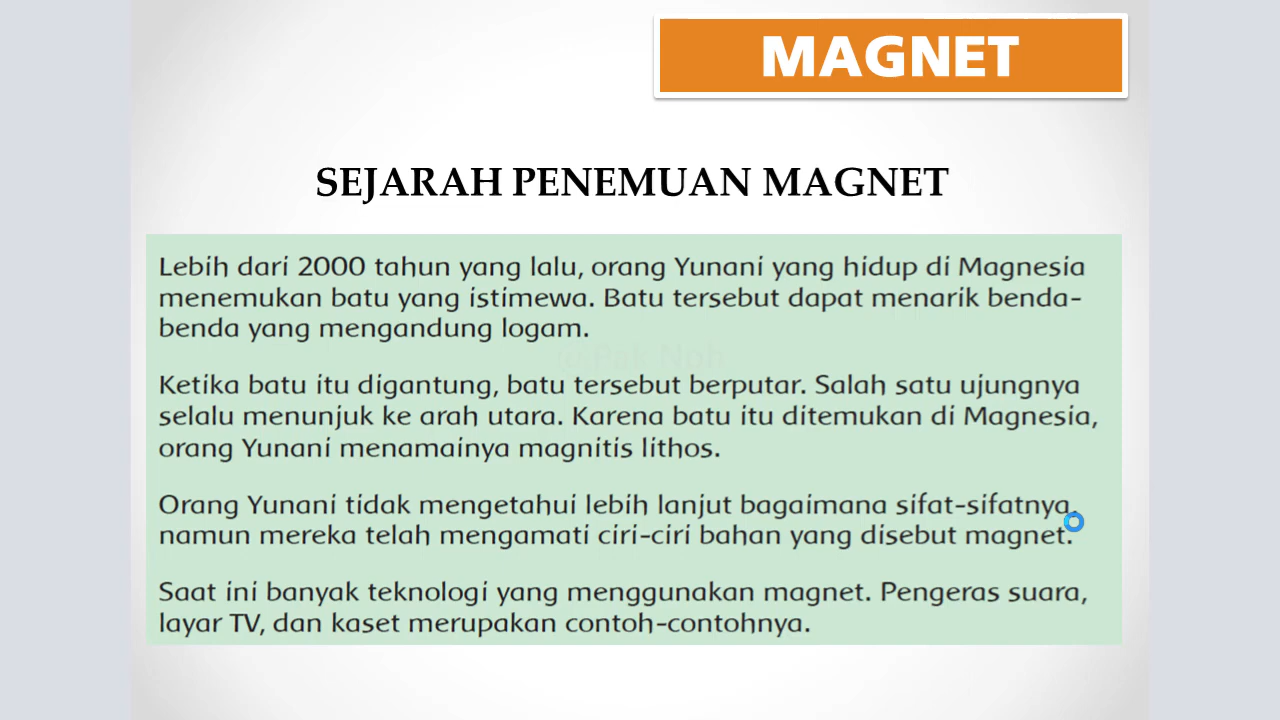 MAGNET
SEJARAH PENEMUAN MAGNET
Lebih dari 2000 tahun yang lalu, orang Yunani yang hidup di Magnesia
menemukan batu yang istimewa. Batu tersebut dapat menarik benda-
benda yang mengandung logam.
@ Pak Noh
Ketika batu itu digantung, batu tersebut berputar. Salah satu ujungnya
selalu menunjuk ke arah utara. Karena batu itu ditemukan di Magnesia,
orang Yunani menamainya magnitis lithos.
Orang Yunani tidak mengetahui lebih lanjut bagaimana sifat-sifatnya,
namun mereka telah mengamati ciri-ciri bahan yang disebut magnet.
Saat ini banyak teknologi yang menggunakan magnet. Pengeras suara,
layar TV, dan kaset merupakan contoh-contohnya.